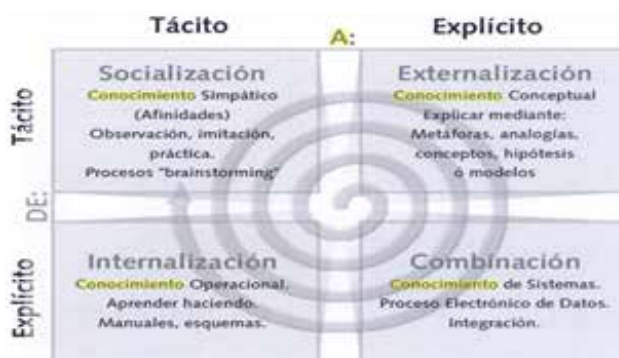 Tácito A: Explícito
DE:
Tácito
Socialización
Conocimiento Simpático
(Afinidades)
Observación, imitación,
práctica.
Procesos "brainstorming"
Externalización
Conocimiento Conceptual
Explicar mediante:
Metáforas, analogías,
conceptos, hipótesis
ó modelos
Explícito
Internalización
Conocimiento Operacional.
Aprender haciendo.
Manuales, esquemas.
Combinación
Conocimiento de Sistemas.
Proceso Electrónico de Datos.
Integración.